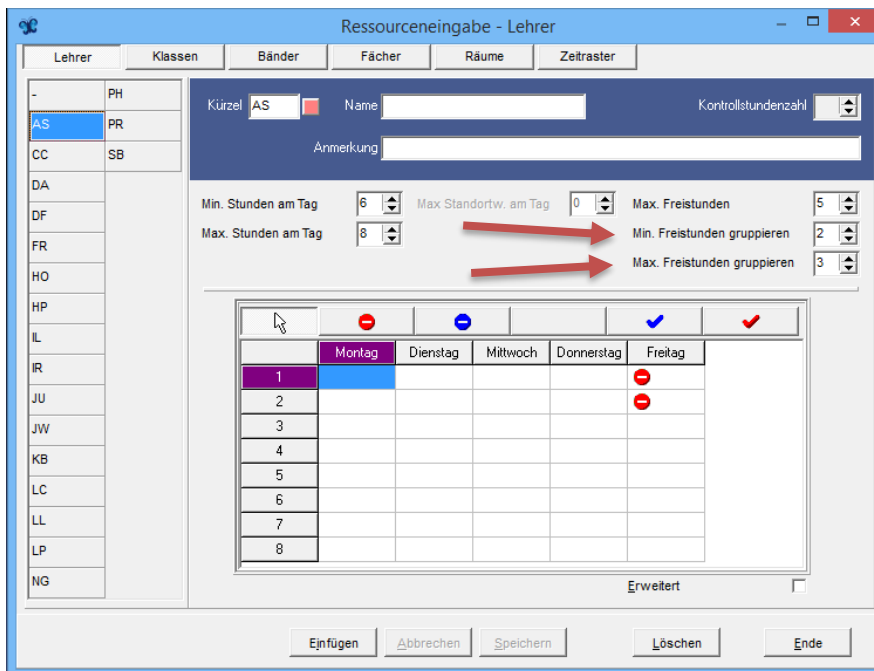 Ressourceneingabe - Lehrer
Lehrer Klassen Bänder Fächer Räume Zeitraster
- PH
AS PR
CC SB
DA
DF
FR
HO
HP
IL
IR
JU
JW
KB
LC
LL
LP
NG
Kürzel AS Name Kontrollstundenzahl
Anmerkung
Min. Stunden am Tag 6 Max Standortw. am Tag 0 Max. Freistunden 5
Max. Stunden am Tag 8 Min. Freistunden gruppieren 2
Max. Freistunden gruppieren 3
Montag Dienstag Mittwoch Donnerstag Freitag
1
2
3
4
5
6
7
8
Erweitert
Einfügen Abbrechen Speichern Löschen Ende